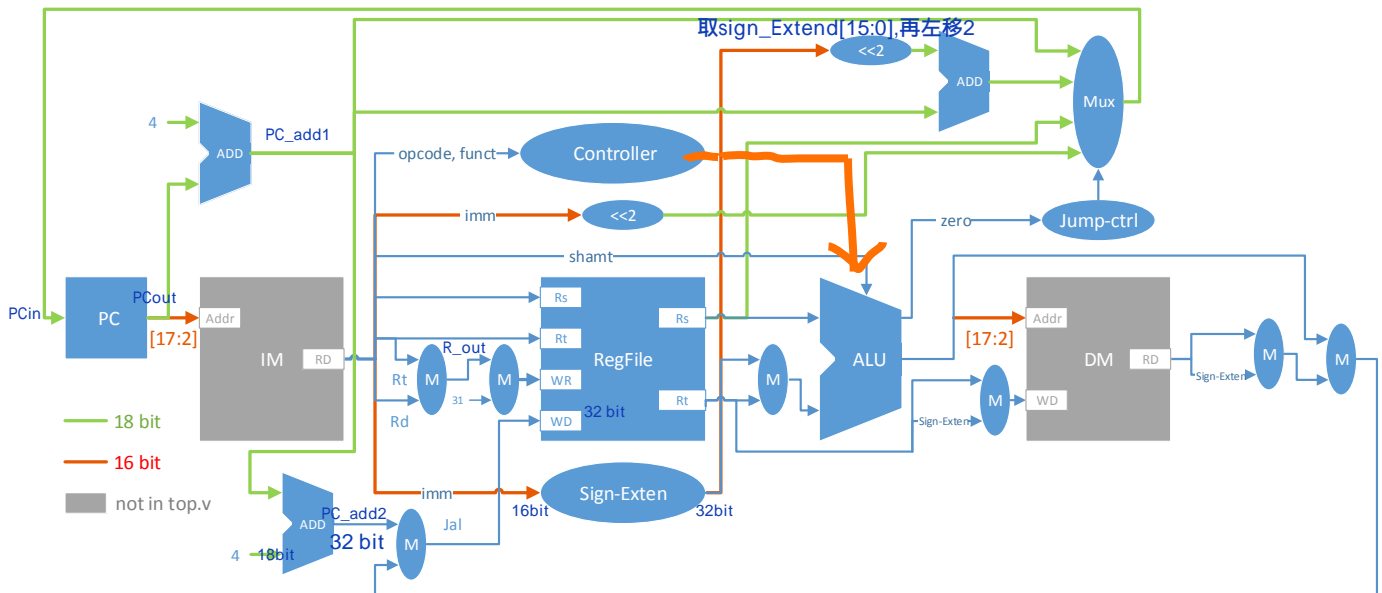 取sign_Extend[15:0],再左移2
<<2
ADD
Mux
4
PC_add1
ADD
opcode, funct
Controller
imm
<<2
zero
Jump-ctrl
shamt
PCin
PC
PCout
[17:2]
Addr
IM
RD
Rs
Rt
WR
WD
RegFile
32 bit
Rs
Rt
Rt
Rd
M
R_out
31
M
M
ALU
[17:2]
Addr
DM
RD
WD
Sign-Exten
M
Sign-Exten
M
M
18 bit
16 bit
not in top.v
imm
16bit
Sign-Exten
32bit
ADD
PC_add2
32 bit
4
18bit
M
Jal